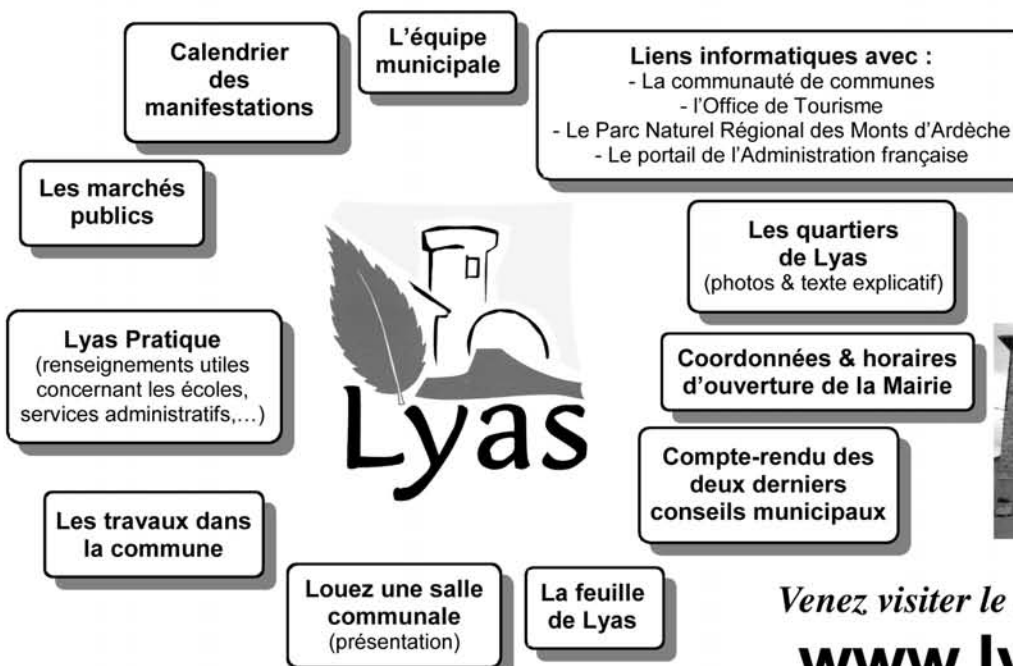 L'équipe
municipale
Calendrier
des
manifestations
Liens informatiques avec :
- La communauté de communes
- l'Office de Tourisme
- Le Parc Naturel Régional des Monts d'Ardèche
- Le portail de l'Administration française
Les marchés
publics
Les quartiers
de Lyas
(photos & texte explicatif)
Lyas Pratique
(renseignements utiles
concernant les écoles,
services administratifs,...)
Lyas
Coordonnées & horaires
d'ouverture de la Mairie
Compte-rendu des
deux derniers
conseils municipaux
Les travaux dans
la commune
Louez une salle
communale
(présentation)
La feuille
de Lyas
Venez visiter le